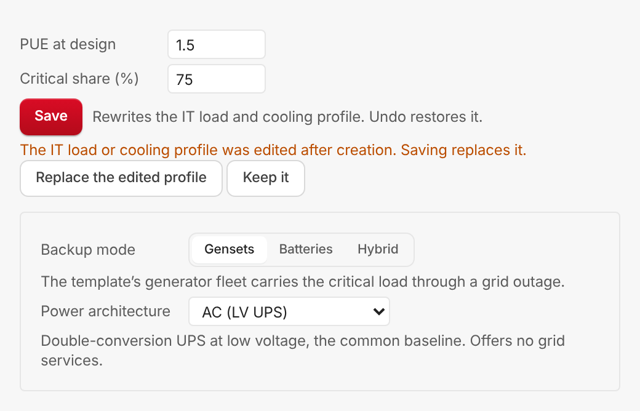 PUE at design 1.5
Critical share (%) 75
Save Rewrites the IT load and cooling profile. Undo restores it.
The IT load or cooling profile was edited after creation. Saving replaces it.
Replace the edited profile Keep it
Backup mode Gensets Batteries Hybrid
The template’s generator fleet carries the critical load through a grid outage.
Power architecture AC (LV UPS)
Double-conversion UPS at low voltage, the common baseline. Offers no grid
services.